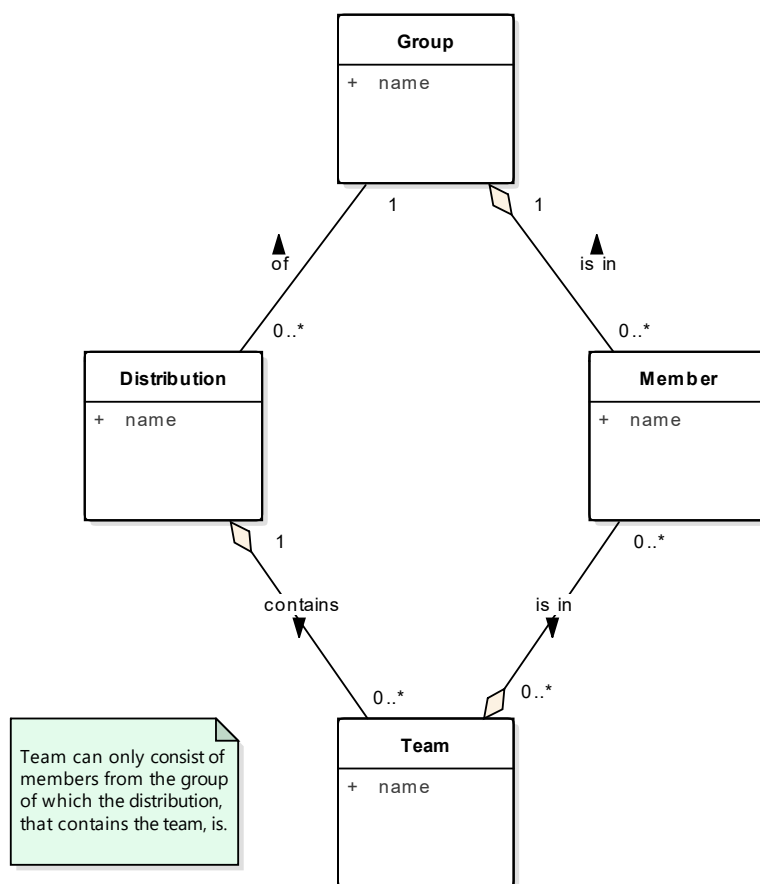 Group
+ name
1
1
of
is in
0..*
0..*
Distribution
Member
+ name
+ name
1
0..*
contains
is in
0..*
0..*
Team
+ name
Team can only consist of
members from the group
of which the distribution,
that contains the team, is.